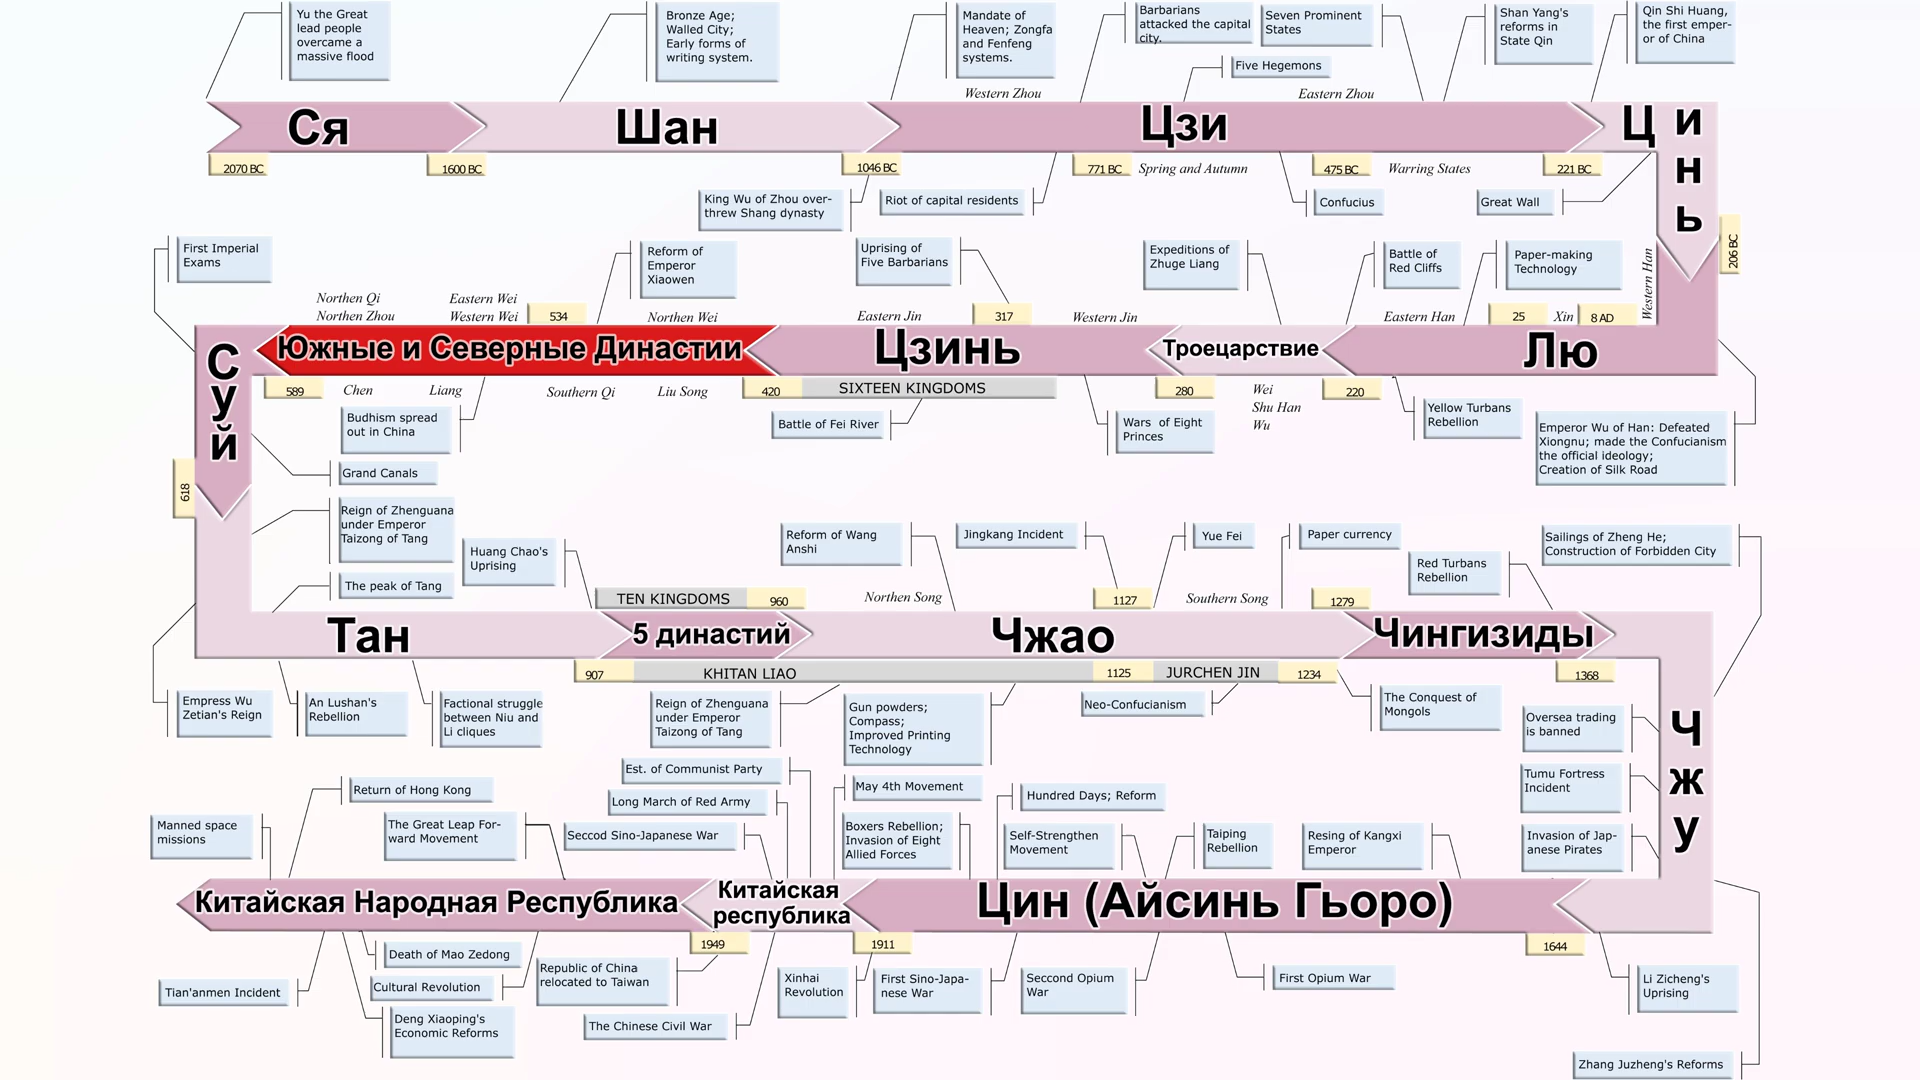 Yu the Great
lead people
overcame a
massive flood
Bronze Age;
Walled City;
Early forms of
writing system.
Mandate of
Heaven; Zongfa
and Fenfeng
systems.
Barbarians
attacked the capital
city.
Seven Prominent
States
Five Hegemons
Shan Yang's
reforms in
State Qin
Qin Shi Huang,
the first emper-
or of China
Western Zhou
Eastern Zhou
Ся
Шан
Цзи
Цинь
2070 BC
1600 BC
1046 BC
771 BC
Spring and Autumn
475 BC
Warring States
221 BC
206 BC
King Wu of Zhou over-
threw Shang dynasty
Riot of capital residents
Confucius
Great Wall
First Imperial
Exams
Reform of
Emperor
Xiaowen
Uprising of
Five Barbarians
Expeditions of
Zhuge Liang
Battle of
Red Cliffs
Paper-making
Technology
Western Han
Northen Qi
Northen Zhou
Eastern Wei
Western Wei
534
Northen Wei
Eastern Jin
317
Western Jin
Eastern Han
25
Xin
8 AD
Суй
Южные и Северные Династии
Цзинь
Троецарствие
Лю
589
Chen
Liang
Southern Qi
Liu Song
420
SIXTEEN KINGDOMS
280
Wei
Shu Han
Wu
220
Budhism spread
out in China
Battle of Fei River
Wars of Eight
Princes
Yellow Turbans
Rebellion
Emperor Wu of Han: Defeated
Xiongnu; made the Confucianism
the official ideology;
Creation of Silk Road
Grand Canals
618
Reign of Zhenguana
under Emperor
Taizong of Tang
Huang Chao's
Uprising
The peak of Tang
Reform of Wang
Anshi
Jingkang Incident
Yue Fei
Paper currency
Red Turbans
Rebellion
Sailings of Zheng He;
Construction of Forbidden City
TEN KINGDOMS
960
Northen Song
1127
Southern Song
1279
Тан
5 династий
Чжао
Чингизиды
Чжу
907
KHITAN LIAO
1125
JURCHEN JIN
1234
1368
Empress Wu
Zetian's Reign
An Lushan's
Rebellion
Factional struggle
between Niu and
Li cliques
Reign of Zhenguana
under Emperor
Taizong of Tang
Gun powders;
Compass;
Improved Printing
Technology
Neo-Confucianism
The Conquest of
Mongols
Oversea trading
is banned
Tumu Fortress
Incident
Invasion of Jap-
anese Pirates
Est. of Communist Party
Long March of Red Army
Seccod Sino-Japanese War
May 4th Movement
Boxers Rebellion;
Invasion of Eight
Allied Forces
Hundred Days; Reform
Self-Strengthen
Movement
Taiping
Rebellion
Resing of Kangxi
Emperor
Return of Hong Kong
Manned space
missions
The Great Leap For-
ward Movement
Китайская Народная Республика
Китайская
республика
Цин (Айсинь Гьоро)
1949
1911
1644
Death of Mao Zedong
Tian'anmen Incident
Cultural Revolution
Deng Xiaoping's
Economic Reforms
Republic of China
relocated to Taiwan
The Chinese Civil War
Xinhai
Revolution
First Sino-Japa-
nese War
Seccond Opium
War
First Opium War
Li Zicheng's
Uprising
Zhang Juzheng's Reforms